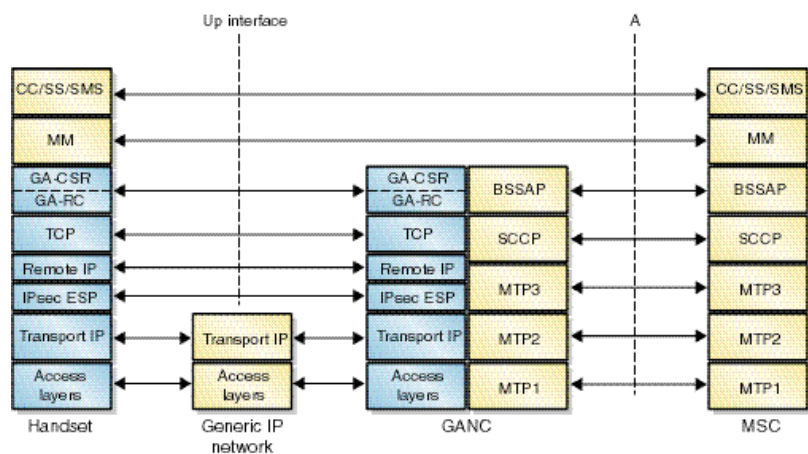 Up interface
A
CC/SS/SMS
CC/SS/SMS
MM
MM
GA-CSR
GA-RC
GA-CSR
GA-RC
BSSAP
BSSAP
TCP
TCP
SCCP
SCCP
Remote IP
Remote IP
IPsec ESP
IPsec ESP
MTP3
MTP3
Transport IP
Transport IP
Transport IP
MTP2
MTP2
Access
layers
Access
layers
Access
layers
MTP1
MTP1
Handset
Generic IP
network
GANC
MSC